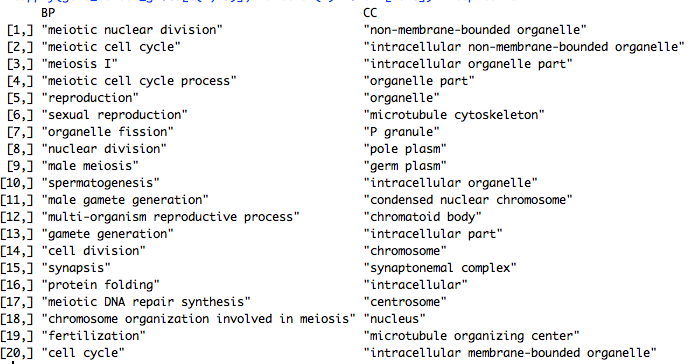 BP CC
[1,] "meiotic nuclear division" "non-membrane-bounded organelle"
[2,] "meiotic cell cycle" "intracellular non-membrane-bounded organelle"
[3,] "meiosis I" "intracellular organelle part"
[4,] "meiotic cell cycle process" "organelle part"
[5,] "reproduction" "organelle"
[6,] "sexual reproduction" "microtubule cytoskeleton"
[7,] "organelle fission" "P granule"
[8,] "nuclear division" "pole plasm"
[9,] "male meiosis" "germ plasm"
[10,] "spermatogenesis" "intracellular organelle"
[11,] "male gamete generation" "condensed nuclear chromosome"
[12,] "multi-organism reproductive process" "chromatoid body"
[13,] "gamete generation" "intracellular part"
[14,] "cell division" "chromosome"
[15,] "synapsis" "synaptonemal complex"
[16,] "protein folding" "intracellular"
[17,] "meiotic DNA repair synthesis" "centrosome"
[18,] "chromosome organization involved in meiosis" "nucleus"
[19,] "fertilization" "microtubule organizing center"
[20,] "cell cycle" "intracellular membrane-bounded organelle"